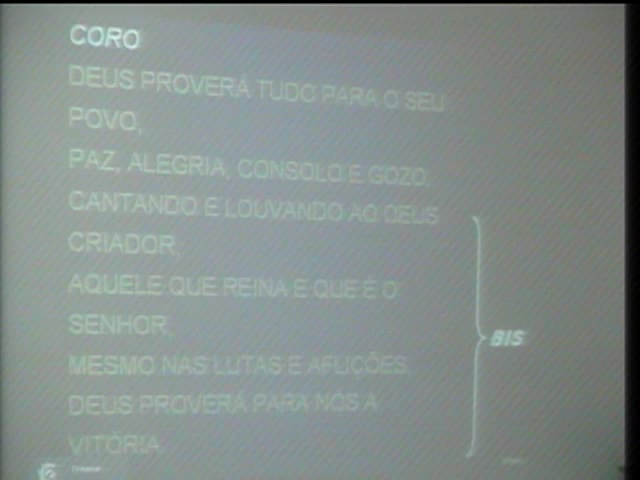 CORO
DEUS PROVERÁ TUDO PARA O SEU
POVO,
PAZ, ALEGRIA, CONSOLO E GOZO.
CANTANDO E LOUVANDO AO DEUS
CRIADOR,
AQUELE QUE REINA E QUE É O
SENHOR,
MESMO NAS LUTAS E AFLIÇÕES,
DEUS PROVERÁ PARA NÓS A
VITÓRIA.
BIS